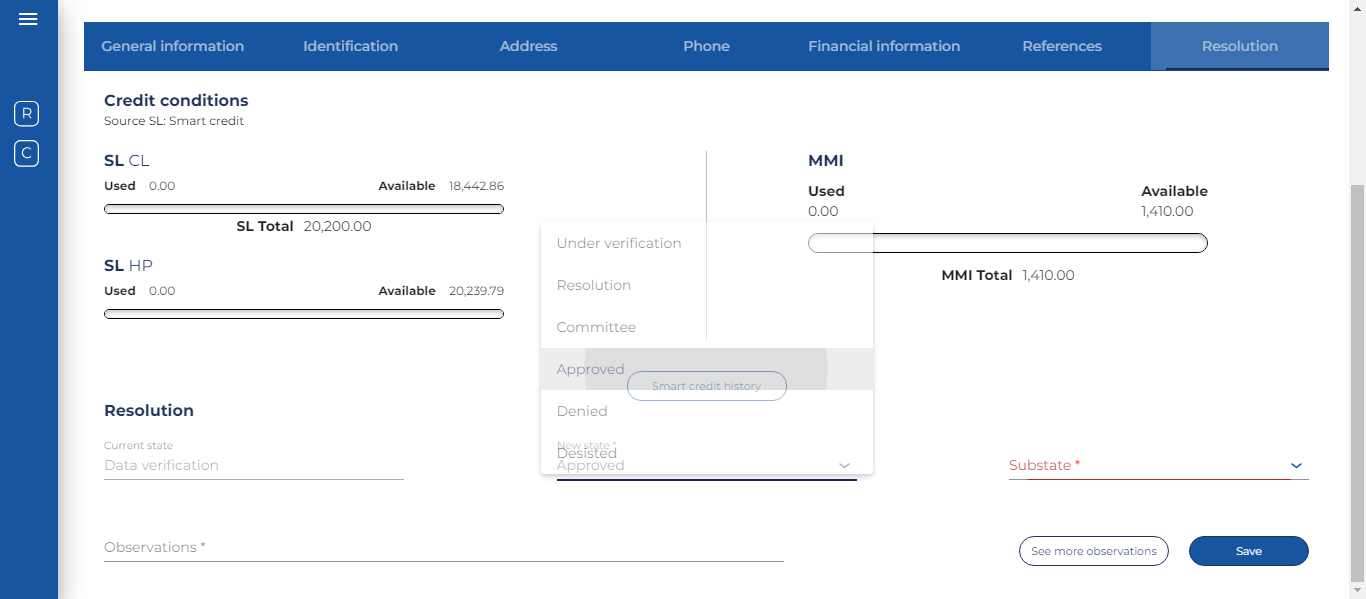 General information Identification Address Phone Financial information References Resolution
R
C
Credit conditions
Source SL: Smart credit
SL CL
Used 0.00 Available 18,442.86
SL Total 20,200.00
SL HP
Used 0.00 Available 20,239.79
MMI
Used Available
0.00 1,410.00
MMI Total 1,410.00
Under verification
Resolution
Committee
Approved
Smart credit history
Denied
Desisted
Resolution
Current state
Data verification
New state *
Approved
Substate *
Observations *
See more observations
Save